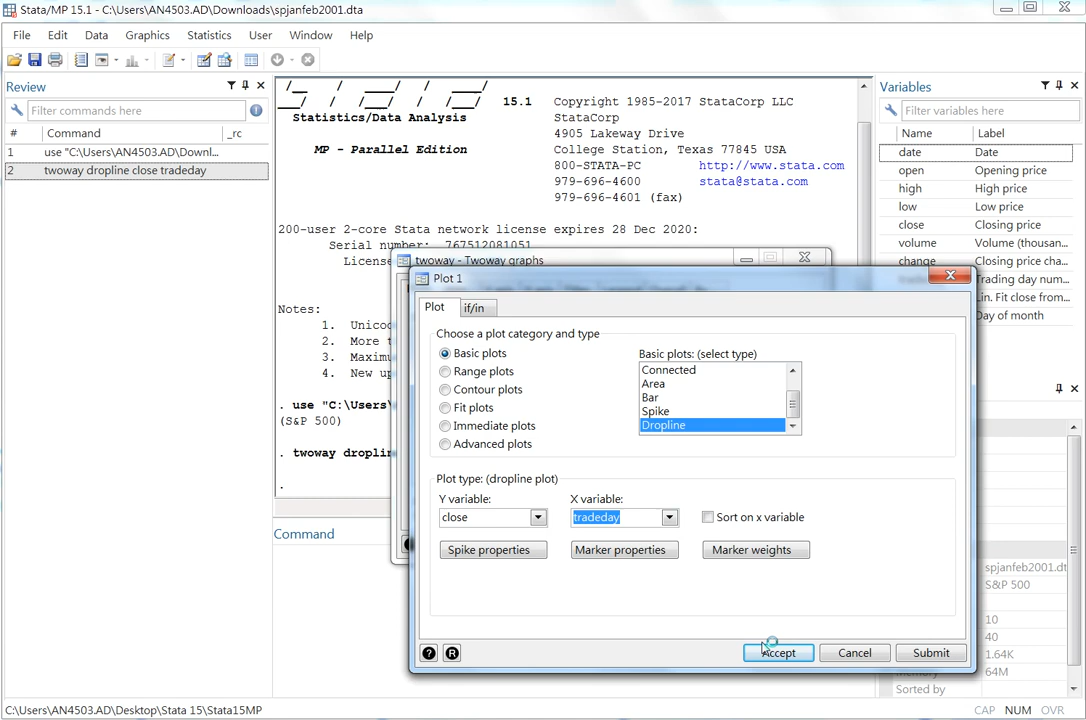 Stata/MP 15.1 - C:\Users\AN4503.AD\Downloads\spjanfeb2001.dta
File Edit Data Graphics Statistics User Window Help
Review
Filter commands here
# Command _rc
1 use "C:\Users\AN4503.AD\Downl...
2 twoway dropline close tradeday
15.1 Copyright 1985-2017 StataCorp LLC
Statistics/Data Analysis StataCorp
4905 Lakeway Drive
MP - Parallel Edition College Station, Texas 77845 USA
800-STATA-PC http://www.stata.com
979-696-4600 stata@stata.com
979-696-4601 (fax)
200-user 2-core Stata network license expires 28 Dec 2020:
Serial number: 767512081051
Notes:
1. Unicod
2. More t
3. Maximu
4. New up
. use "C:\Users\
(S&P 500)
. twoway droplin
.
Command
Variables
Filter variables here
Name Label
date Date
open Opening price
high High price
low Low price
close Closing price
volume Volume (thousan...
change Closing price cha...
Trading day num...
Lin. Fit close from...
Day of month
spjanfeb2001.dt
S&P 500
10
40
1.64K
64M
Sorted by
twoway - Twoway graphs
Plot 1
Plot if/in
Choose a plot category and type
Basic plots
Range plots
Contour plots
Fit plots
Immediate plots
Advanced plots
Basic plots: (select type)
Connected
Area
Bar
Spike
Dropline
Plot type: (dropline plot)
Y variable: X variable:
close tradeday Sort on x variable
Spike properties Marker properties Marker weights
Accept Cancel Submit
C:\Users\AN4503.AD\Desktop\Stata 15\Stata15MP
CAP NUM OVR